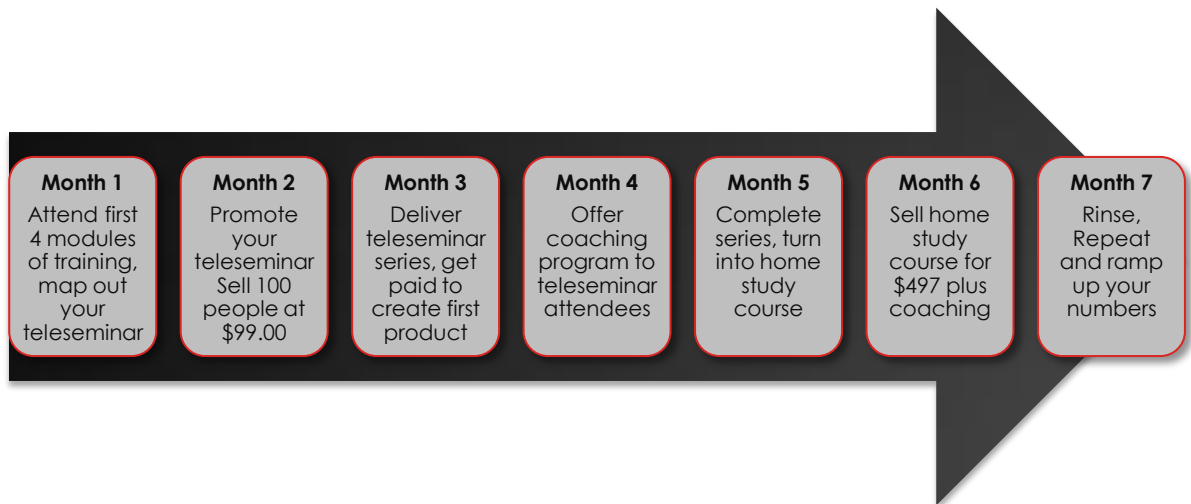 Month 1
Attend first
4 modules
of training,
map out
your
teleseminar
Month 2
Promote
your
teleseminar
Sell 100
people at
$99.00
Month 3
Deliver
teleseminar
series, get
paid to
create first
product
Month 4
Offer
coaching
program to
teleseminar
attendees
Month 5
Complete
series, turn
into home
study
course
Month 6
Sell home
study
course for
$497 plus
coaching
Month 7
Rinse,
Repeat
and ramp
up your
numbers